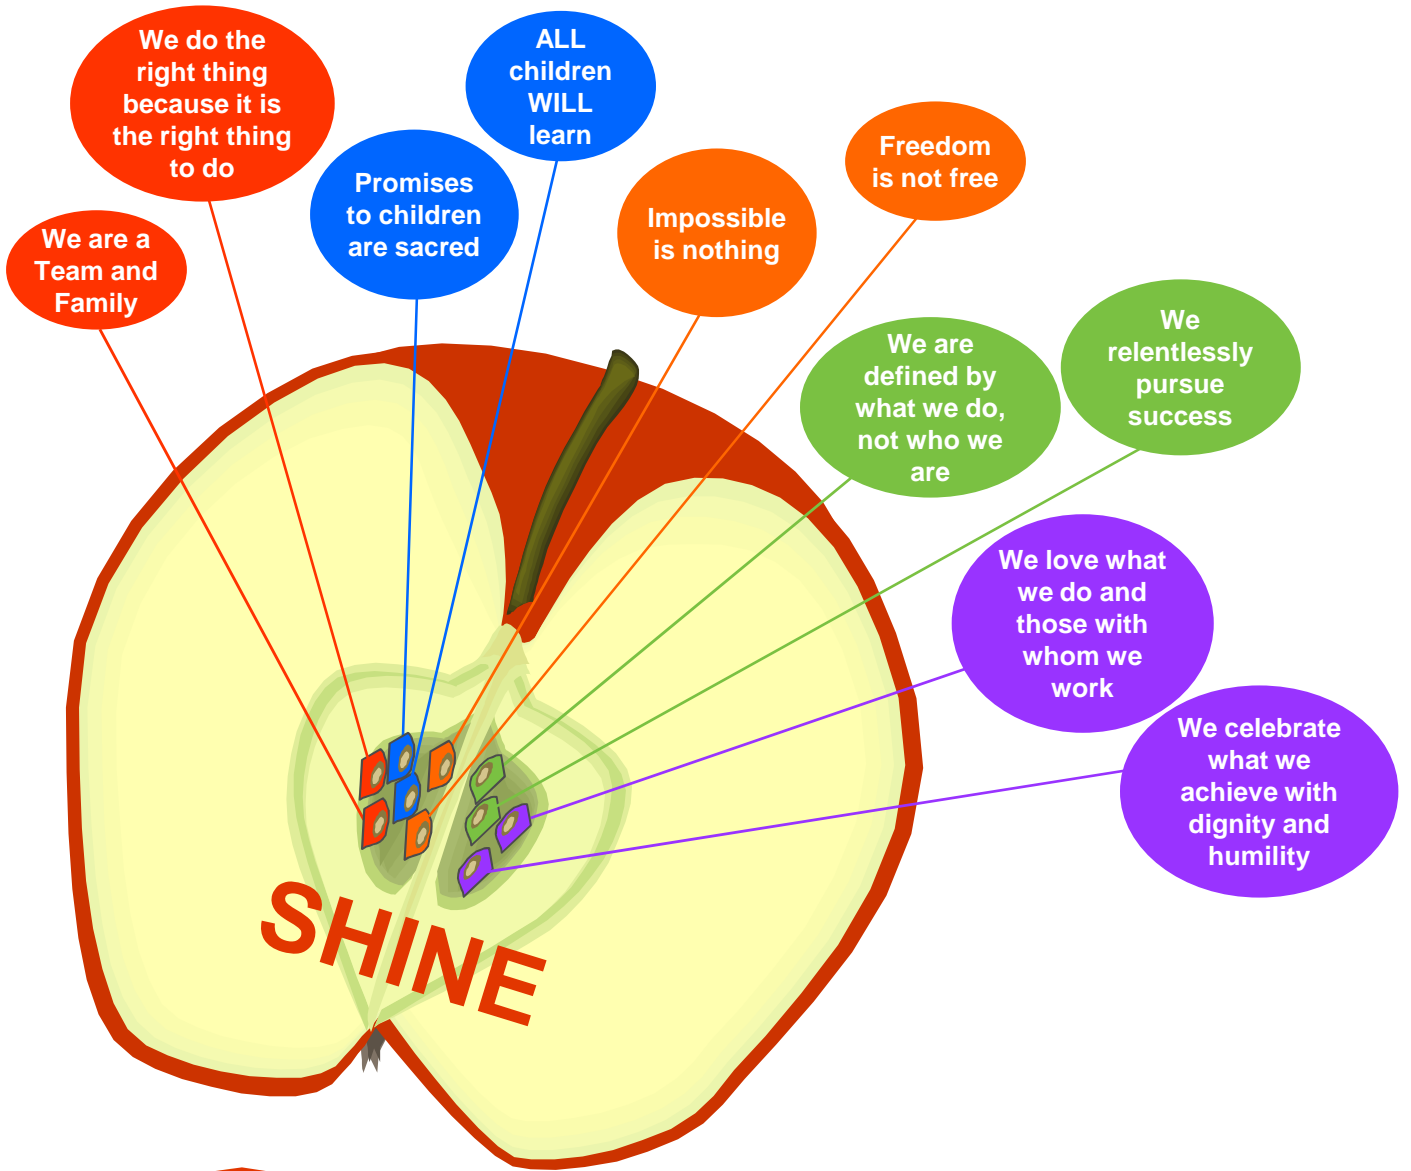 We do the
right thing
because it is
the right thing
to do
ALL
children
WILL
learn
Promises
to children
are sacred
Freedom
is not free
Impossible
is nothing
We are a
Team and
Family
We are
defined by
what we do,
not who we
are
We
relentlessly
pursue
success
We love what
we do and
those with
whom we
work
We celebrate
what we
achieve with
dignity and
humility
SHINE